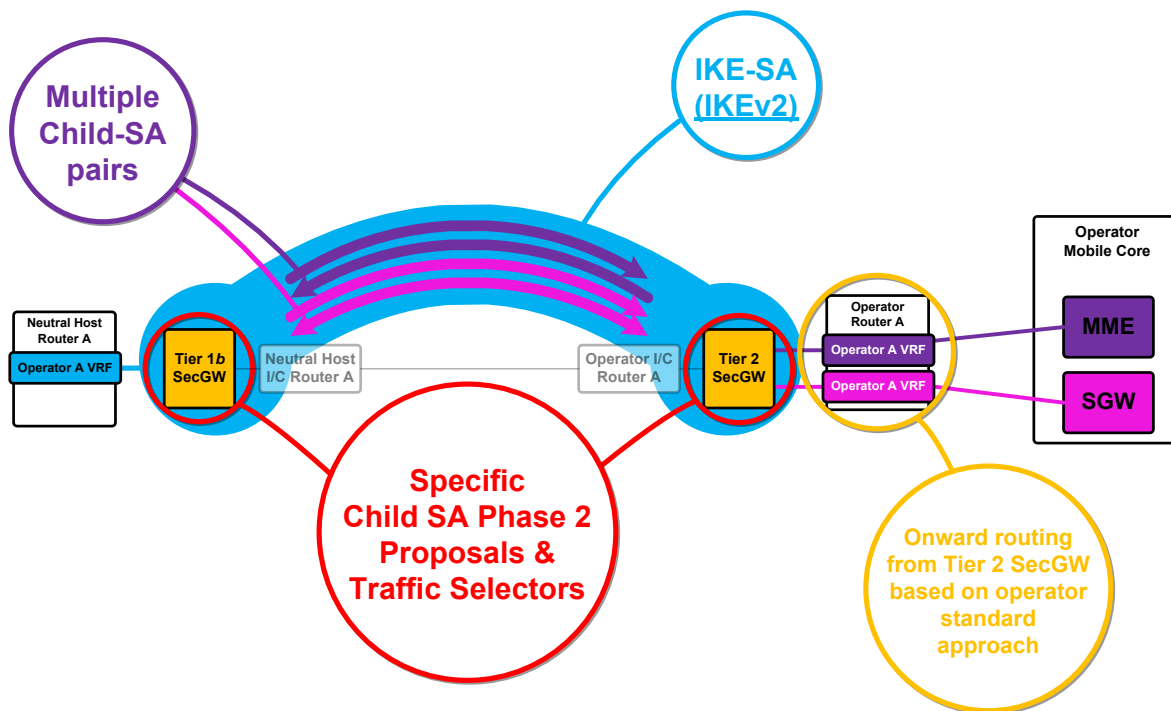 Multiple
Child-SA
pairs
IKE-SA
(IKEv2)
Neutral Host
Router A
Operator A VRF
Tier 1b
SecGW
Neutral Host
I/C Router A
Operator I/C
Router A
Tier 2
SecGW
Operator
Router A
Operator A VRF
Operator A VRF
Operator
Mobile Core
MME
SGW
Specific
Child SA Phase 2
Proposals &
Traffic Selectors
Onward routing
from Tier 2 SecGW
based on operator
standard
approach